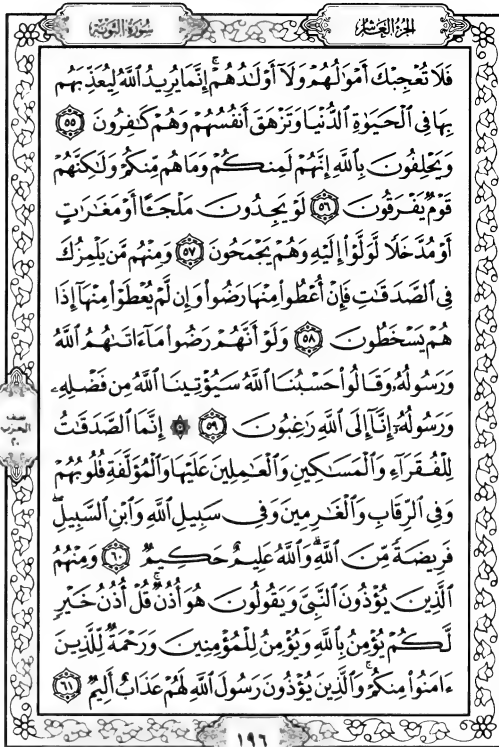 الجزء العاشر
سورة التوبة
فَلَا تُعْجِبْكَ أَمْوَٰلُهُمْ وَلَآ أَوْلَٰدُهُمْ ۚ إِنَّمَا يُرِيدُ ٱللَّهُ لِيُعَذِّبَهُم
بِهَا فِى ٱلْحَيَوٰةِ ٱلدُّنْيَا وَتَزْهَقَ أَنفُسُهُمْ وَهُمْ كَٰفِرُونَ ٥٥
وَيَحْلِفُونَ بِٱللَّهِ إِنَّهُمْ لَمِنكُمْ وَمَا هُم مِّنكُمْ وَلَٰكِنَّهُمْ
قَوْمٌ يَفْرَقُونَ ٥٦ لَوْ يَجِدُونَ مَلْجَـًٔا أَوْ مَغَٰرَٰتٍ
أَوْ مُدَّخَلًا لَّوَلَّوْا۟ إِلَيْهِ وَهُمْ يَجْمَحُونَ ٥٧ وَمِنْهُم مَّن يَلْمِزُكَ
فِى ٱلصَّدَقَٰتِ فَإِنْ أُعْطُوا۟ مِنْهَا رَضُوا۟ وَإِن لَّمْ يُعْطَوْا۟ مِنْهَآ إِذَا
هُمْ يَسْخَطُونَ ٥٨ وَلَوْ أَنَّهُمْ رَضُوا۟ مَآ ءَاتَىٰهُمُ ٱللَّهُ
وَرَسُولُهُۥ وَقَالُوا۟ حَسْبُنَا ٱللَّهُ سَيُؤْتِينَا ٱللَّهُ مِن فَضْلِهِۦ
وَرَسُولُهُۥٓ إِنَّآ إِلَى ٱللَّهِ رَٰغِبُونَ ٥٩ ۞ إِنَّمَا ٱلصَّدَقَٰتُ
لِلْفُقَرَآءِ وَٱلْمَسَٰكِينِ وَٱلْعَٰمِلِينَ عَلَيْهَا وَٱلْمُؤَلَّفَةِ قُلُوبُهُمْ
وَفِى ٱلرِّقَابِ وَٱلْغَٰرِمِينَ وَفِى سَبِيلِ ٱللَّهِ وَٱبْنِ ٱلسَّبِيلِ ۖ
فَرِيضَةً مِّنَ ٱللَّهِ ۗ وَٱللَّهُ عَلِيمٌ حَكِيمٌ ٦٠ وَمِنْهُمُ
ٱلَّذِينَ يُؤْذُونَ ٱلنَّبِىَّ وَيَقُولُونَ هُوَ أُذُنٌ ۚ قُلْ أُذُنُ خَيْرٍ
لَّكُمْ يُؤْمِنُ بِٱللَّهِ وَيُؤْمِنُ لِلْمُؤْمِنِينَ وَرَحْمَةٌ لِّلَّذِينَ
ءَامَنُوا۟ مِنكُمْ ۚ وَٱلَّذِينَ يُؤْذُونَ رَسُولَ ٱللَّهِ لَهُمْ عَذَابٌ أَلِيمٌ ٦١
نصف
الحزب
٢٠
١٩٦